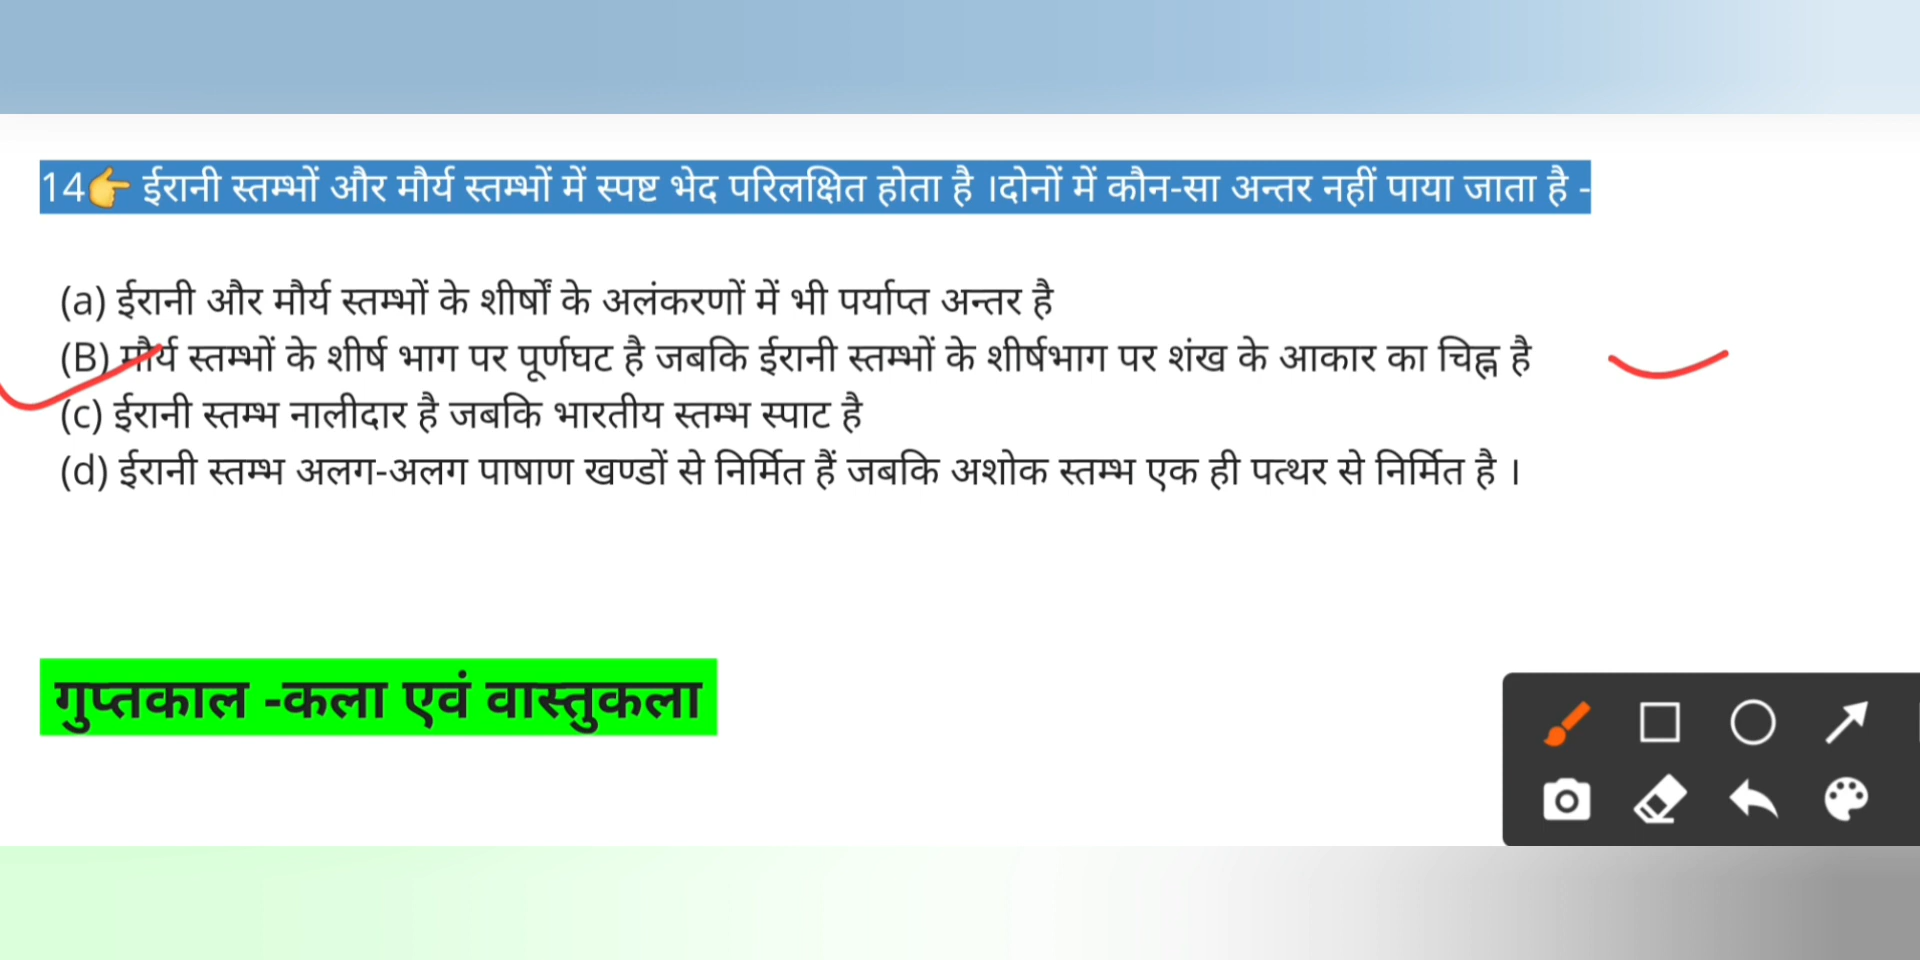 14👉 ईरानी स्तम्भों और मौर्य स्तम्भों में स्पष्ट भेद परिलक्षित होता है ।दोनों में कौन-सा अन्तर नहीं पाया जाता है -
(a) ईरानी और मौर्य स्तम्भों के शीर्षों के अलंकरणों में भी पर्याप्त अन्तर है
(B) मौर्य स्तम्भों के शीर्ष भाग पर पूर्णघट है जबकि ईरानी स्तम्भों के शीर्षभाग पर शंख के आकार का चिह्न है
(c) ईरानी स्तम्भ नालीदार है जबकि भारतीय स्तम्भ स्पाट है
(d) ईरानी स्तम्भ अलग-अलग पाषाण खण्डों से निर्मित हैं जबकि अशोक स्तम्भ एक ही पत्थर से निर्मित है ।
गुप्तकाल -कला एवं वास्तुकला